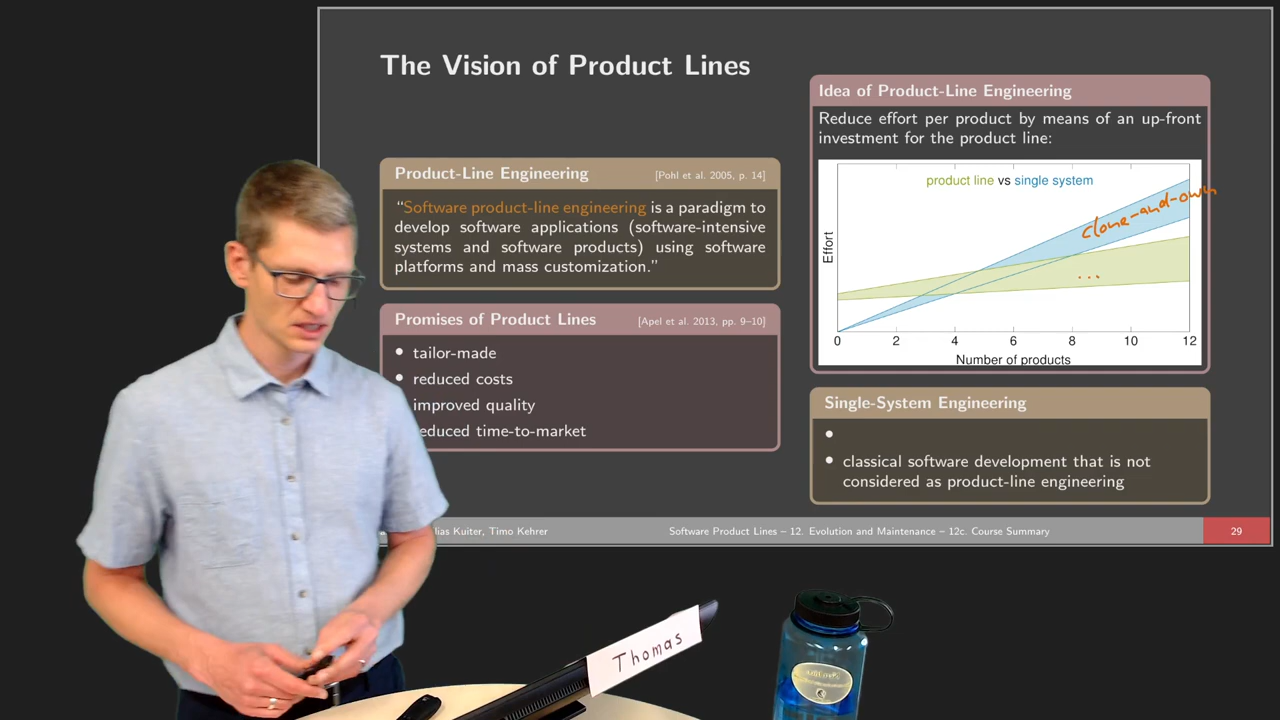 The Vision of Product Lines
Product-Line Engineering [Pohl et al. 2005, p. 14]
“Software product-line engineering is a paradigm to
develop software applications (software-intensive
systems and software products) using software
platforms and mass customization.”
Promises of Product Lines [Apel et al. 2013, pp. 9–10]
• tailor-made
• reduced costs
improved quality
educed time-to-market
Idea of Product-Line Engineering
Reduce effort per product by means of an up-front
investment for the product line:
product line vs single system
clone-and-own
...
Effort
0 2 4 6 8 10 12
Number of products
Single-System Engineering
•
• classical software development that is not
considered as product-line engineering
lias Kuiter, Timo Kehrer
Software Product Lines – 12. Evolution and Maintenance – 12c. Course Summary
29
Thomas